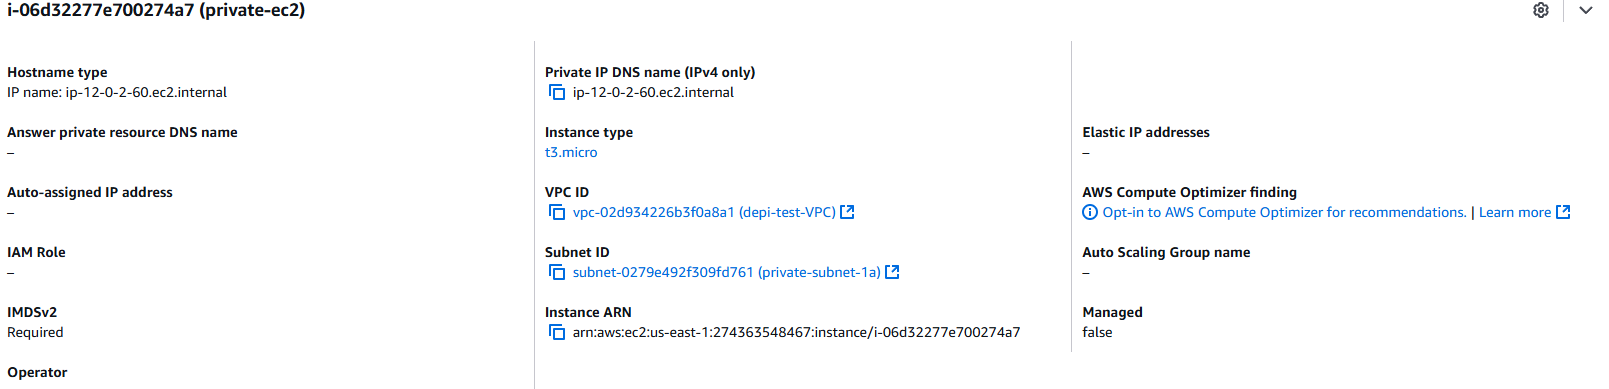 i-06d32277e700274a7 (private-ec2)
Hostname type
IP name: ip-12-0-2-60.ec2.internal
Private IP DNS name (IPv4 only)
ip-12-0-2-60.ec2.internal
Answer private resource DNS name
–
Instance type
t3.micro
Elastic IP addresses
–
Auto-assigned IP address
–
VPC ID
vpc-02d934226b3f0a8a1 (depi-test-VPC)
AWS Compute Optimizer finding
Opt-in to AWS Compute Optimizer for recommendations. | Learn more
IAM Role
–
Subnet ID
subnet-0279e492f309fd761 (private-subnet-1a)
Auto Scaling Group name
–
IMDSv2
Required
Instance ARN
arn:aws:ec2:us-east-1:274363548467:instance/i-06d32277e700274a7
Managed
false
Operator